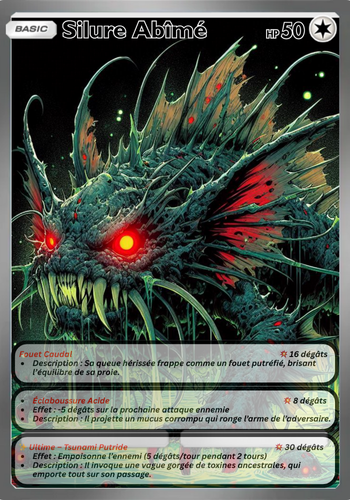 BASIC
Silure Abîmé
HP 50
Fouet Caudal
16 dégâts
• Description : Sa queue hérissée frappe comme un fouet putréfié, brisant
l'équilibre de sa proie.
Éclaboussure Acide
8 dégâts
• Effet : -5 dégâts sur la prochaine attaque ennemie
• Description : Il projette un mucus corrompu qui ronge l'arme de l'adversaire.
Ultime – Tsunami Putride
30 dégâts
• Effet : Empoisonne l'ennemi (5 dégâts/tour pendant 2 tours)
• Description : Il invoque une vague gorgée de toxines ancestrales, qui
emporte tout sur son passage.